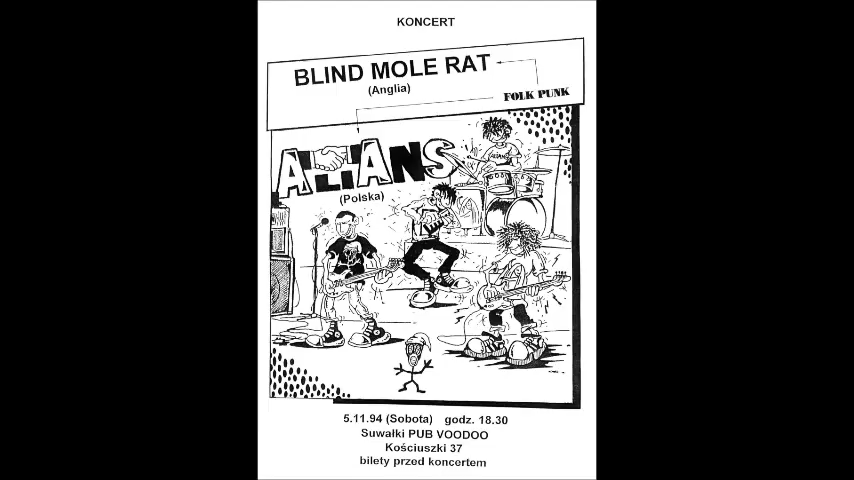 KONCERT
BLIND MOLE RAT
(Anglia)
FOLK PUNK
ALIANS
(Polska)
5.11.94 (Sobota) godz. 18.30
Suwałki PUB VOODOO
Kościuszki 37
bilety przed koncertem